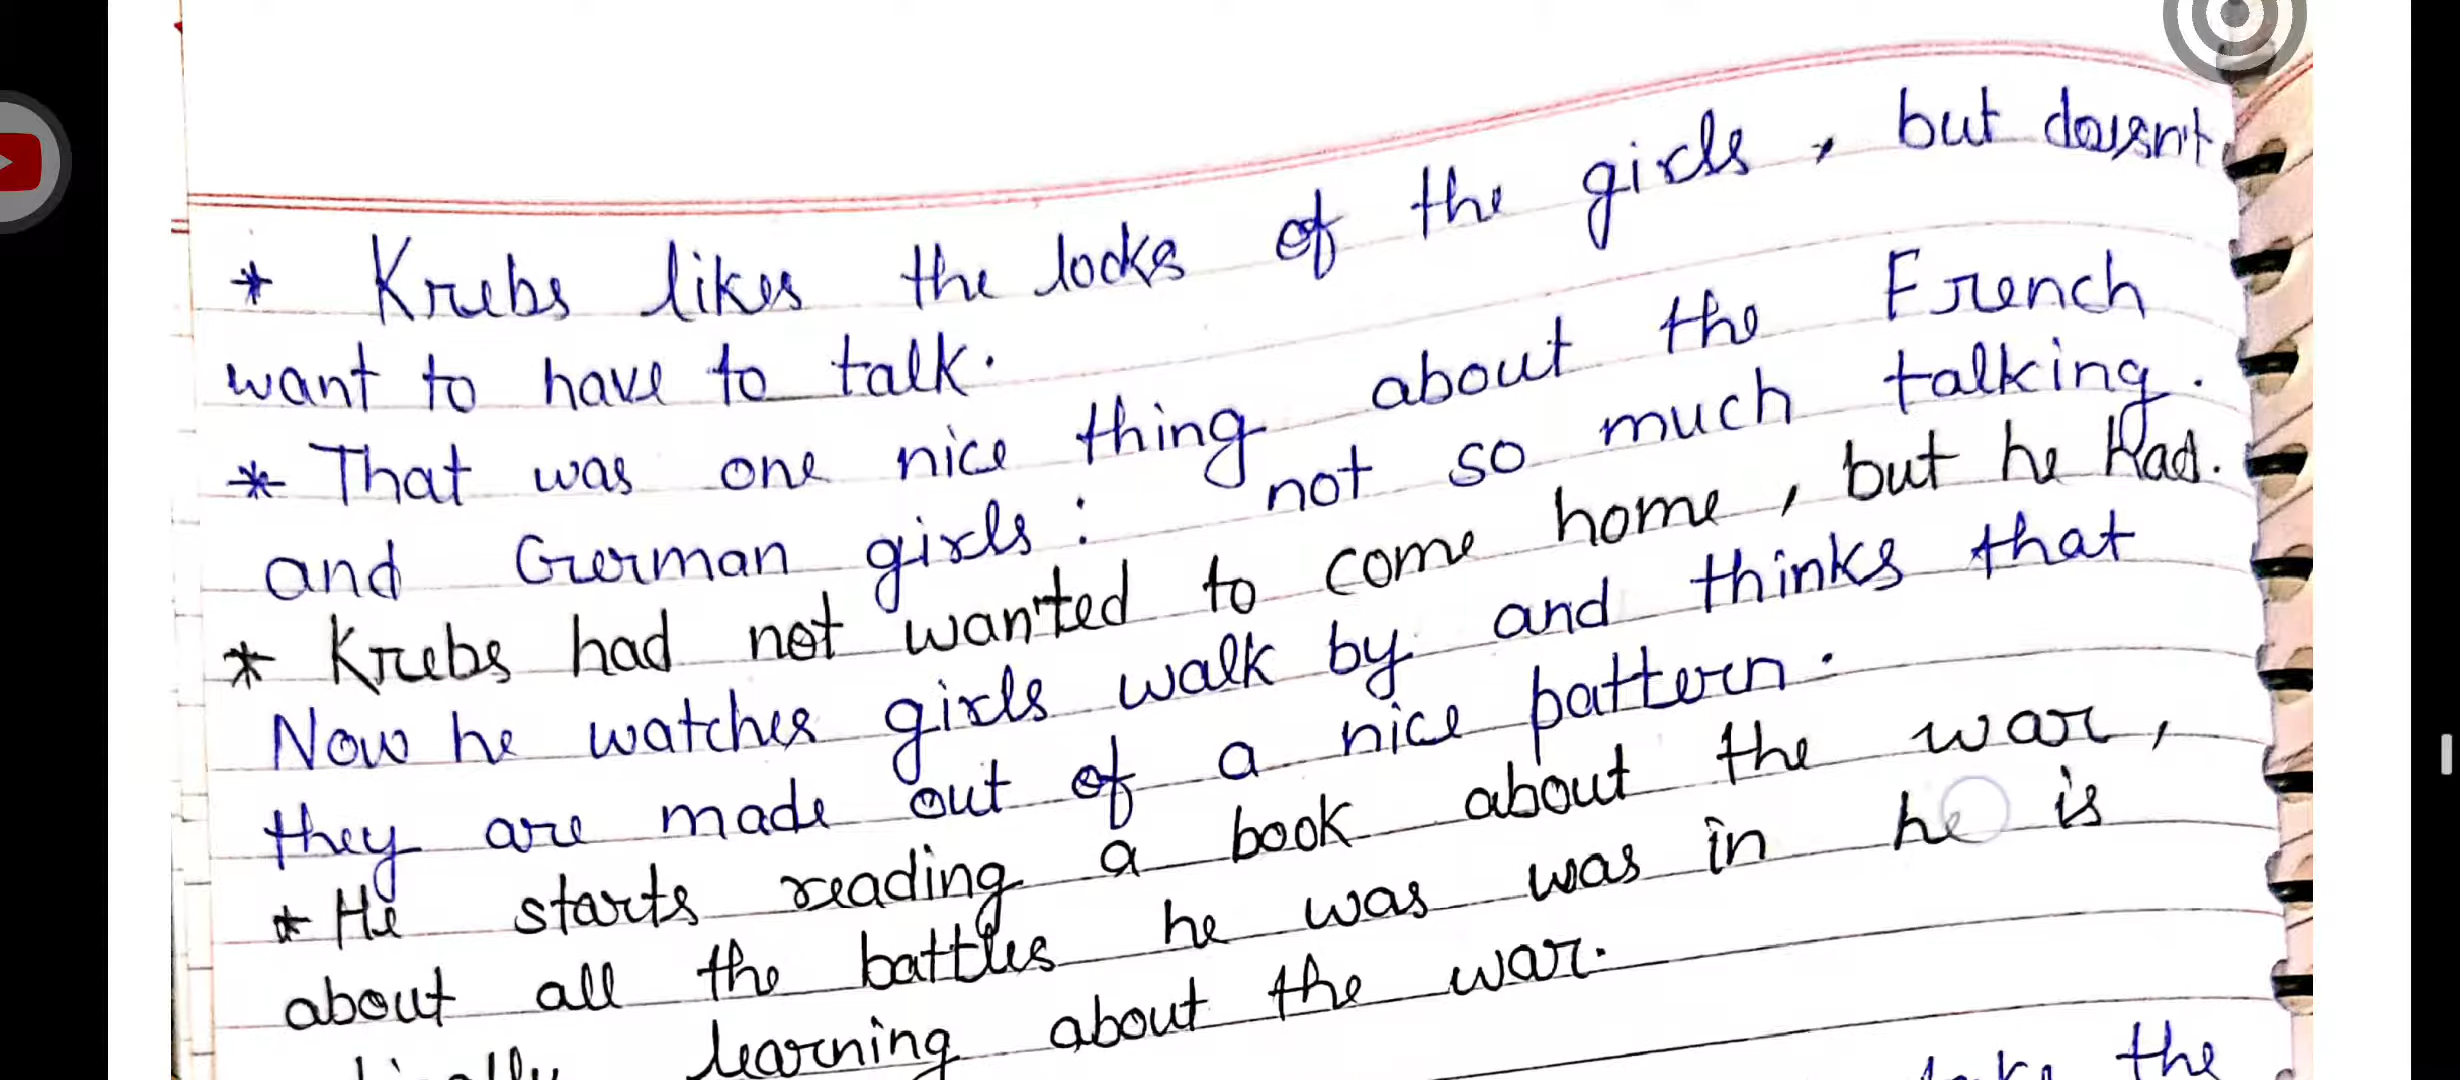 * Krebs likes the looks of the girls, but doesn't
want to have to talk.
* That was one nice thing about the French
and German girls: not so much talking.
* Krebs had not wanted to come home, but he Had.
Now he watches girls walk by and thinks that
they are made out of a nice pattern.
* He starts reading a book about the war,
about all the battles he was was in he is
learning about the war.
the